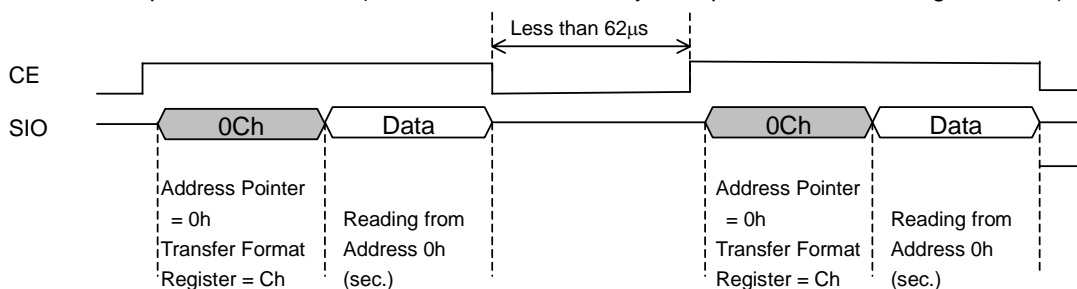 Less than 62μs
CE
SIO
0Ch
Data
0Ch
Data
Address Pointer
= 0h
Transfer Format
Register = Ch
Reading from
Address 0h
(sec.)
Address Pointer
= 0h
Transfer Format
Register = Ch
Reading from
Address 0h
(sec.)